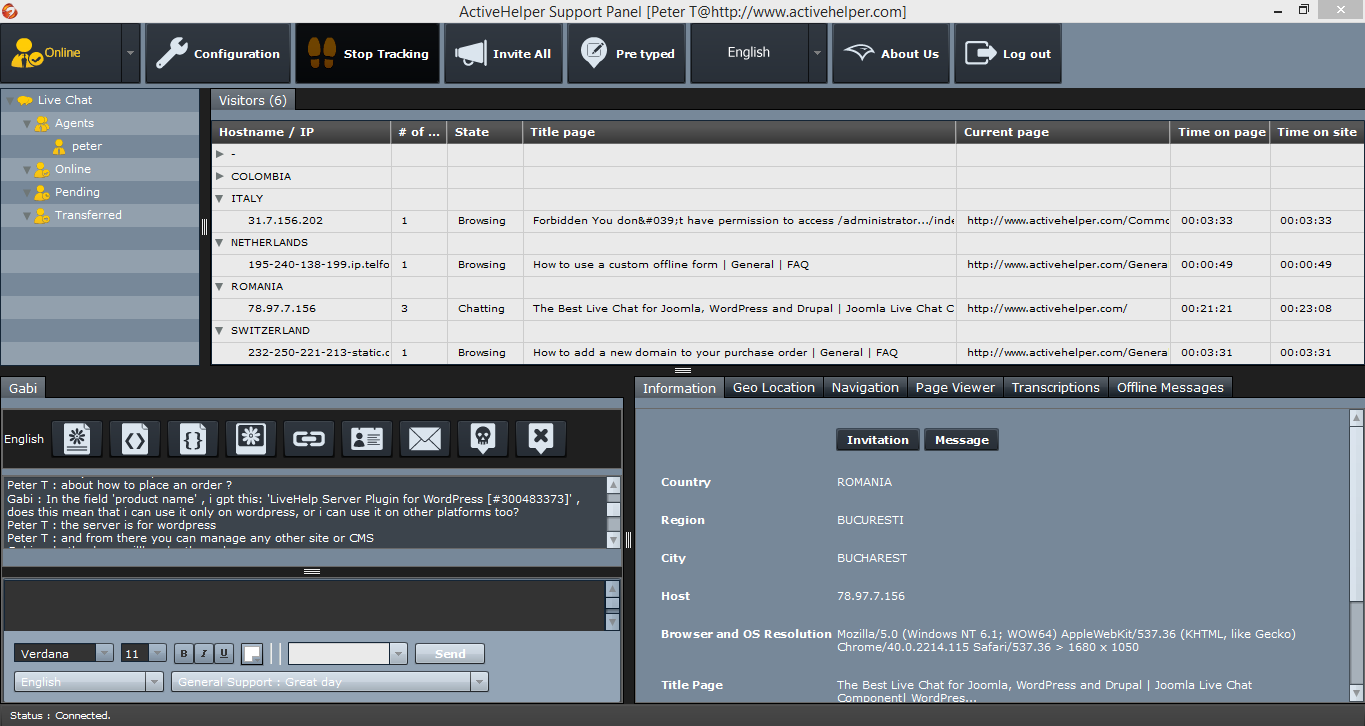 ActiveHelper Support Panel [Peter T@http://www.activehelper.com]
Online Configuration Stop Tracking Invite All Pre typed English About Us Log out
Live Chat
Agents
peter
Online
Pending
Transferred
Visitors (6)
Hostname / IP # of ... State Title page Current page Time on page Time on site
-
COLOMBIA
ITALY
31.7.156.202 1 Browsing Forbidden You don&#039;t have permission to access /administrator.../inde http://www.activehelper.com/Commo 00:03:33 00:03:33
NETHERLANDS
195-240-138-199.ip.telfo 1 Browsing How to use a custom offline form | General | FAQ http://www.activehelper.com/Genera 00:00:49 00:00:49
ROMANIA
78.97.7.156 3 Chatting The Best Live Chat for Joomla, WordPress and Drupal | Joomla Live Chat C http://www.activehelper.com/ 00:21:21 00:23:08
SWITZERLAND
232-250-221-213-static.c 1 Browsing How to add a new domain to your purchase order | General | FAQ http://www.activehelper.com/Genera 00:03:31 00:03:31
Gabi
English
Peter T : about how to place an order ?
Gabi : In the field 'product name' , i gpt this: 'LiveHelp Server Plugin for WordPress [#300483373]' ,
does this mean that i can use it only on wordpress, or i can use it on other platforms too?
Peter T : the server is for wordpress
Peter T : and from there you can manage any other site or CMS
Verdana 11 B I U Send
English General Support : Great day
Information Geo Location Navigation Page Viewer Transcriptions Offline Messages
Invitation Message
Country ROMANIA
Region BUCURESTI
City BUCHAREST
Host 78.97.7.156
Browser and OS Resolution Mozilla/5.0 (Windows NT 6.1; WOW64) AppleWebKit/537.36 (KHTML, like Gecko)
Chrome/40.0.2214.115 Safari/537.36 > 1680 x 1050
Title Page The Best Live Chat for Joomla, WordPress and Drupal | Joomla Live Chat
Component| WordPres...
Status : Connected.